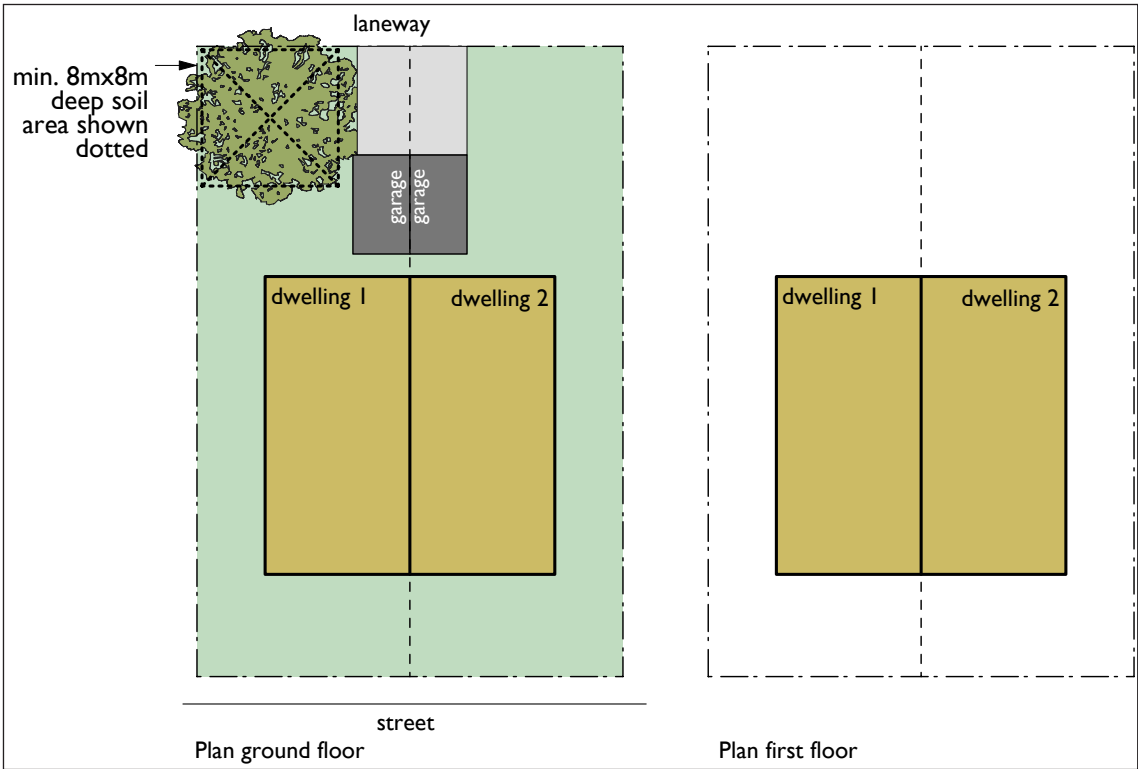 laneway
min. 8mx8m
deep soil
area shown
dotted
garage
garage
dwelling 1
dwelling 2
dwelling 1
dwelling 2
street
Plan ground floor
Plan first floor